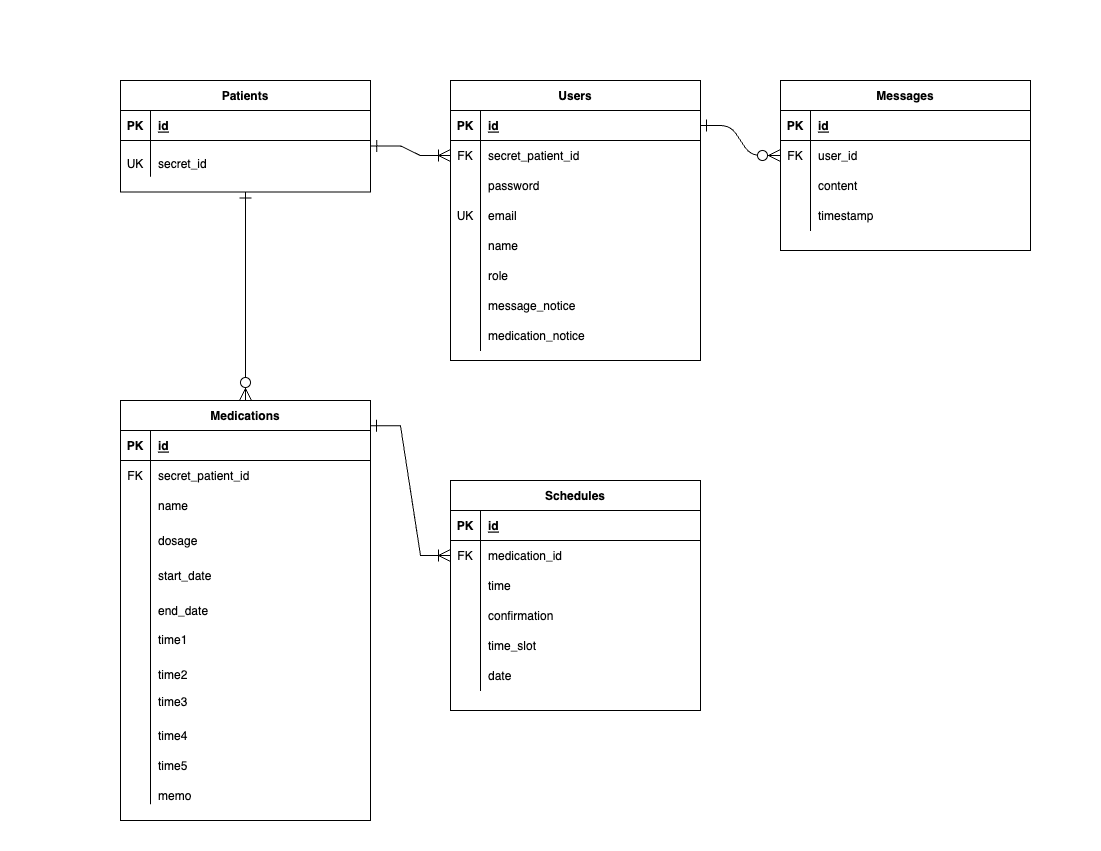 Patients
PK id
UK secret_id
Users
PK id
FK secret_patient_id
password
UK email
name
role
message_notice
medication_notice
Messages
PK id
FK user_id
content
timestamp
Medications
PK id
FK secret_patient_id
name
dosage
start_date
end_date
time1
time2
time3
time4
time5
memo
Schedules
PK id
FK medication_id
time
confirmation
time_slot
date